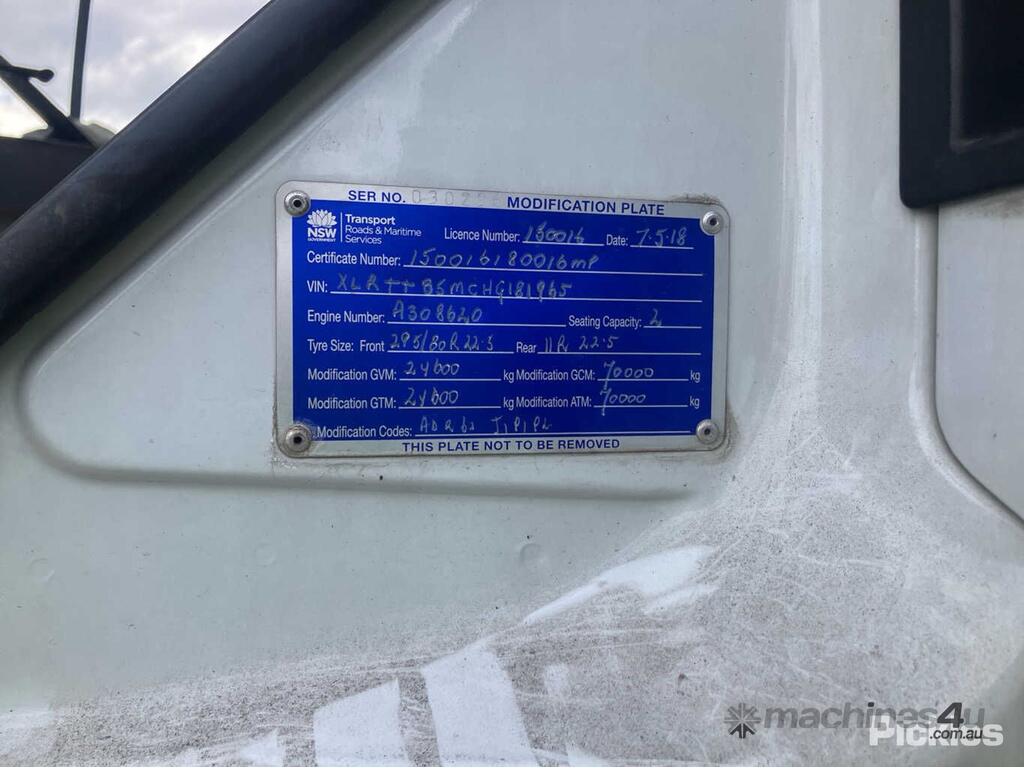 SER NO. MODIFICATION PLATE
NSW GOVERNMENT
Transport
Roads & Maritime
Services
Licence Number: 150016 Date: 7.5.18
Certificate Number: 150016180016MP
VIN: XLRTT85MCHG181965
Engine Number: A308620 Seating Capacity: 2
Tyre Size: Front 295/80R22.5 Rear 11R 22.5
Modification GVM: 24600 kg Modification GCM: 70000 kg
Modification GTM: 24600 kg Modification ATM: 70000 kg
Modification Codes:
THIS PLATE NOT TO BE REMOVED
machines4u
.com.au
Pickles